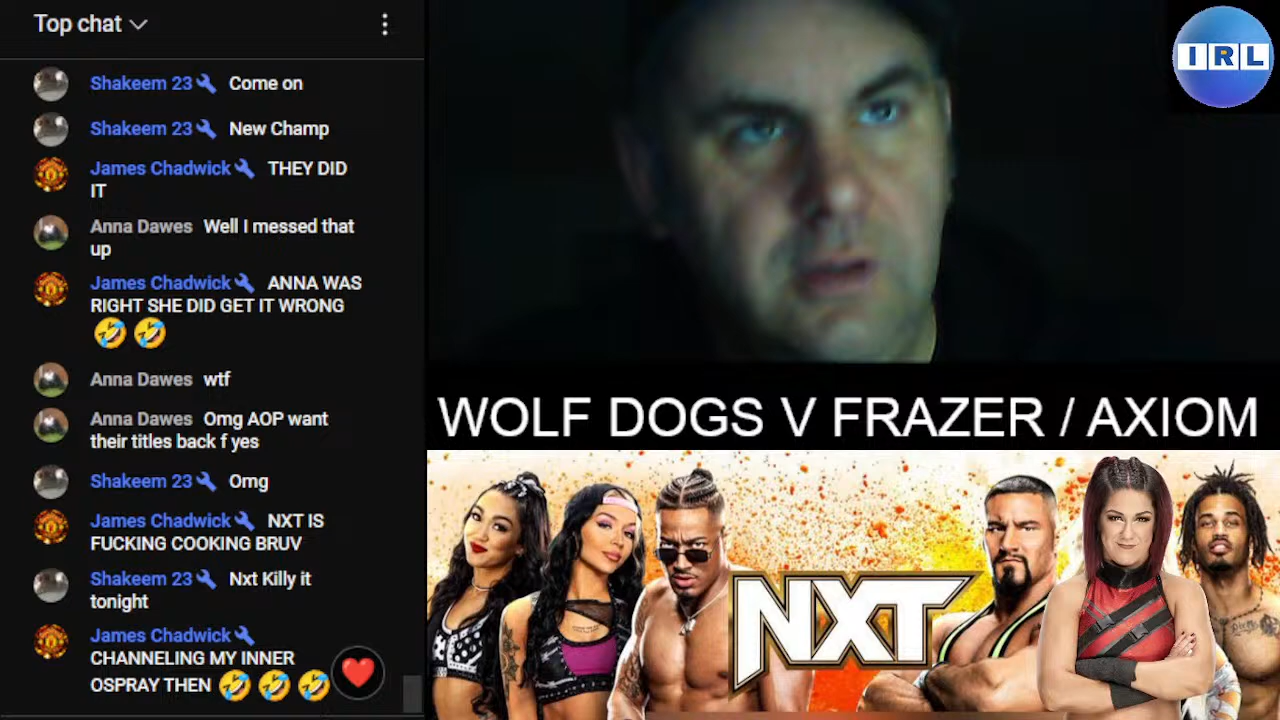 Top chat
Shakeem 23 Come on
Shakeem 23 New Champ
James Chadwick THEY DID
IT
Anna Dawes Well I messed that
up
James Chadwick ANNA WAS
RIGHT SHE DID GET IT WRONG
🤣 🤣
Anna Dawes wtf
Anna Dawes Omg AOP want
their titles back f yes
Shakeem 23 Omg
James Chadwick NXT IS
FUCKING COOKING BRUV
Shakeem 23 Nxt Killy it
tonight
James Chadwick
CHANNELING MY INNER
OSPRAY THEN 🤣 🤣 🤣
IRL
WOLF DOGS V FRAZER / AXIOM
NXT